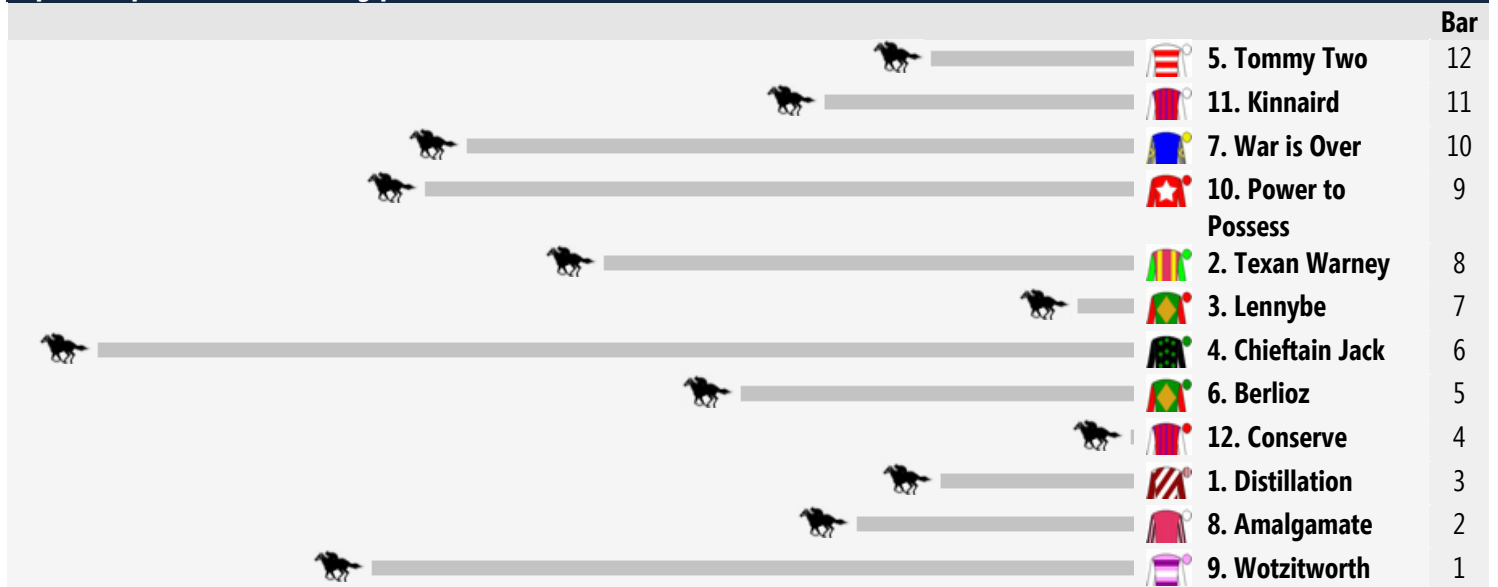 Bar
5. Tommy Two 12
11. Kinnaird 11
7. War is Over 10
10. Power to 9
Possess
2. Texan Warney 8
3. Lennybe 7
4. Chieftain Jack 6
6. Berlioz 5
12. Conserve 4
1. Distillation 3
8. Amalgamate 2
9. Wotzitworth 1